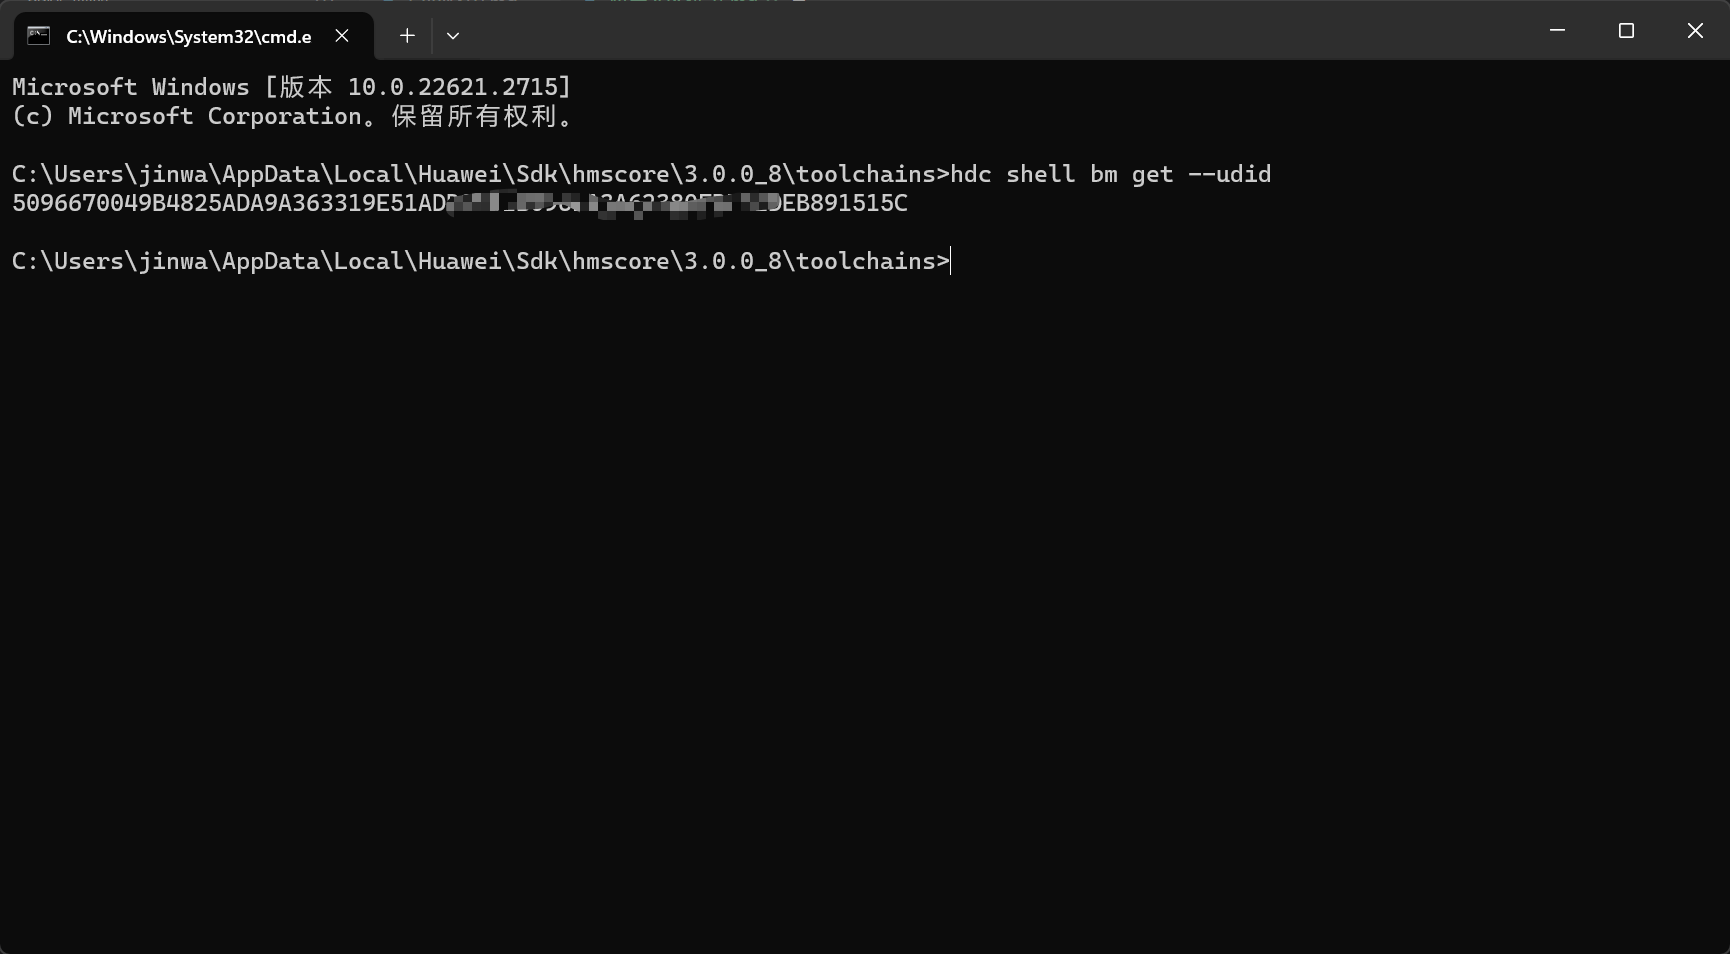 C:\Windows\System32\cmd.e
Microsoft Windows [版本 10.0.22621.2715]
(c) Microsoft Corporation。保留所有权利。
C:\Users\jinwa\AppData\Local\Huawei\Sdk\hmscore\3.0.0_8\toolchains>hdc shell bm get --udid
5096670049B4825ADA9A363319E51AD EB891515C
C:\Users\jinwa\AppData\Local\Huawei\Sdk\hmscore\3.0.0_8\toolchains>